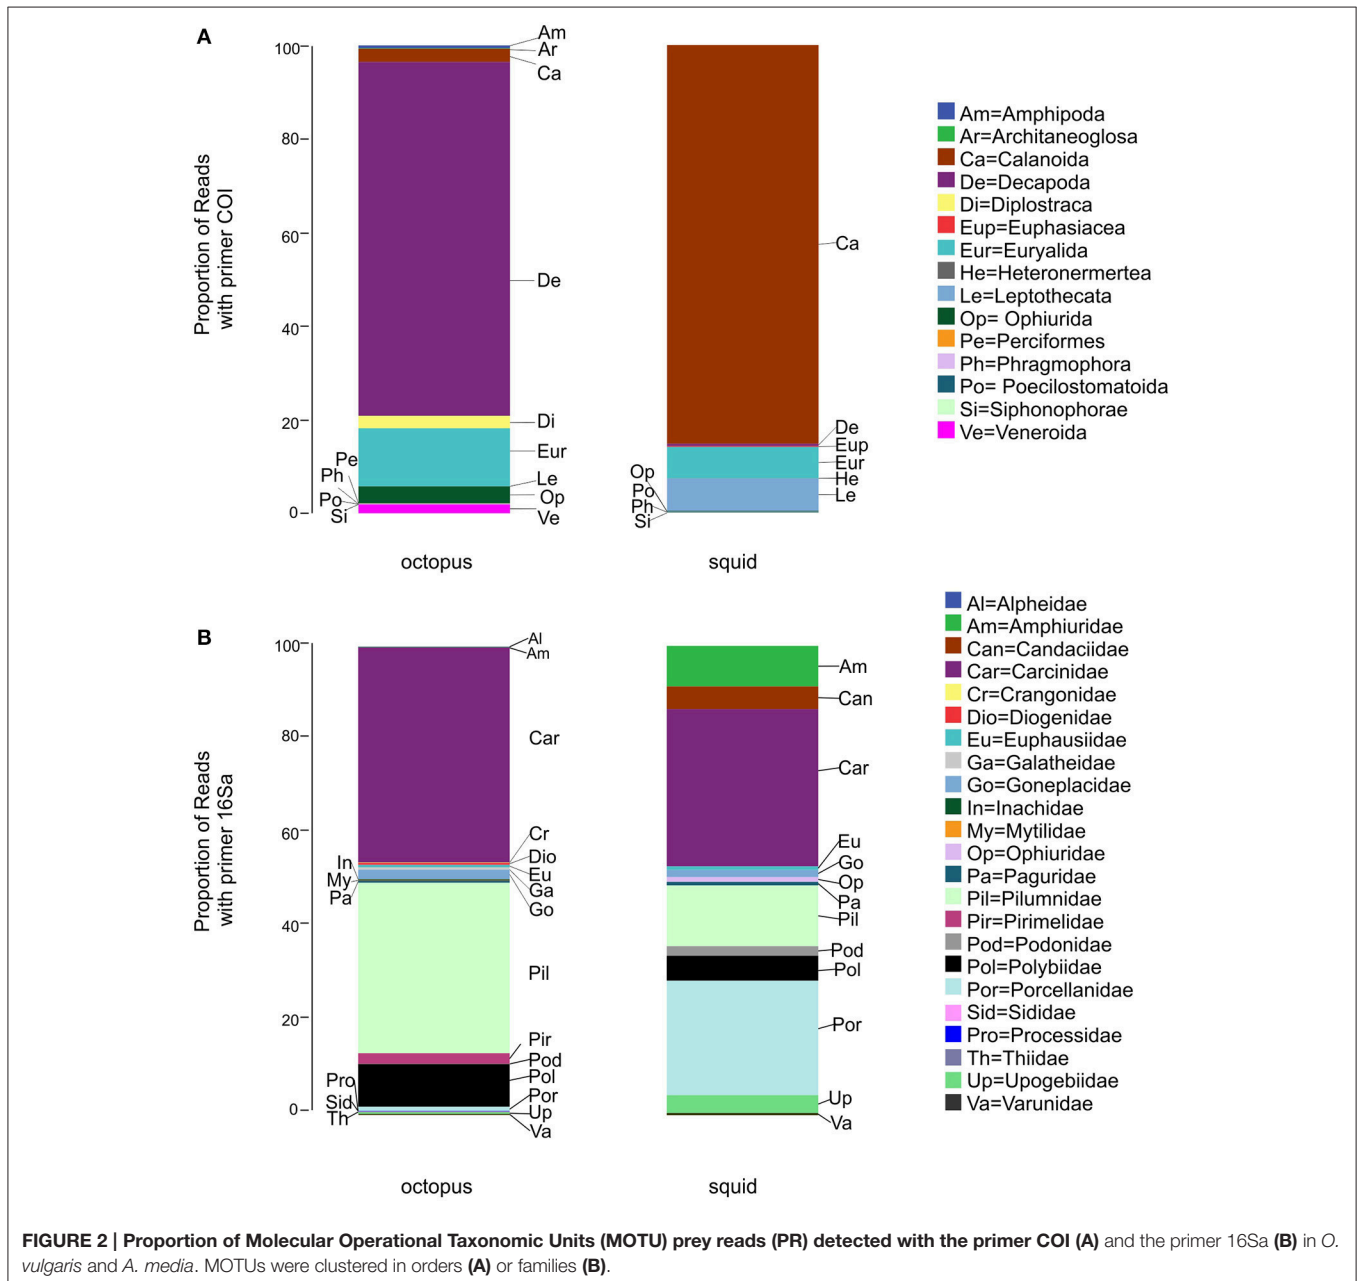 A
100
80
60
40
20
0
Proportion of Reads
with primer COI
Am
Ar
Ca
De
Di
Eur
Le
Op
Ve
Pe
Ph
Po
Si
octopus
Ca
De
Eup
Eur
He
Le
Op
Po
Ph
Si
squid
Am=Amphipoda
Ar=Architaneoglosa
Ca=Calanoida
De=Decapoda
Di=Diplostraca
Eup=Euphasiacea
Eur=Euryalida
He=Heteronermertea
Le=Leptothecata
Op= Ophiurida
Pe=Perciformes
Ph=Phragmophora
Po= Poecilostomatoida
Si=Siphonophorae
Ve=Veneroida
B
100
80
60
40
20
0
Proportion of Reads
with primer 16Sa
Al
Am
Car
Cr
Dio
Eu
Ga
Go
In
My
Pa
Pil
Pir
Pod
Pol
Por
Up
Va
Pro
Sid
Th
octopus
Am
Can
Car
Eu
Go
Op
Pa
Pil
Pod
Pol
Por
Up
Va
squid
Al=Alpheidae
Am=Amphiuridae
Can=Candaciidae
Car=Carcinidae
Cr=Crangonidae
Dio=Diogenidae
Eu=Euphausiidae
Ga=Galatheidae
Go=Goneplacidae
In=Inachidae
My=Mytilidae
Op=Ophiuridae
Pa=Paguridae
Pil=Pilumnidae
Pir=Pirimelidae
Pod=Podonidae
Pol=Polybiidae
Por=Porcellanidae
Sid=Sididae
Pro=Processidae
Th=Thiidae
Up=Upogebiidae
Va=Varunidae
FIGURE 2 | Proportion of Molecular Operational Taxonomic Units (MOTU) prey reads (PR) detected with the primer COI (A) and the primer 16Sa (B) in O.
vulgaris and A. media. MOTUs were clustered in orders (A) or families (B).